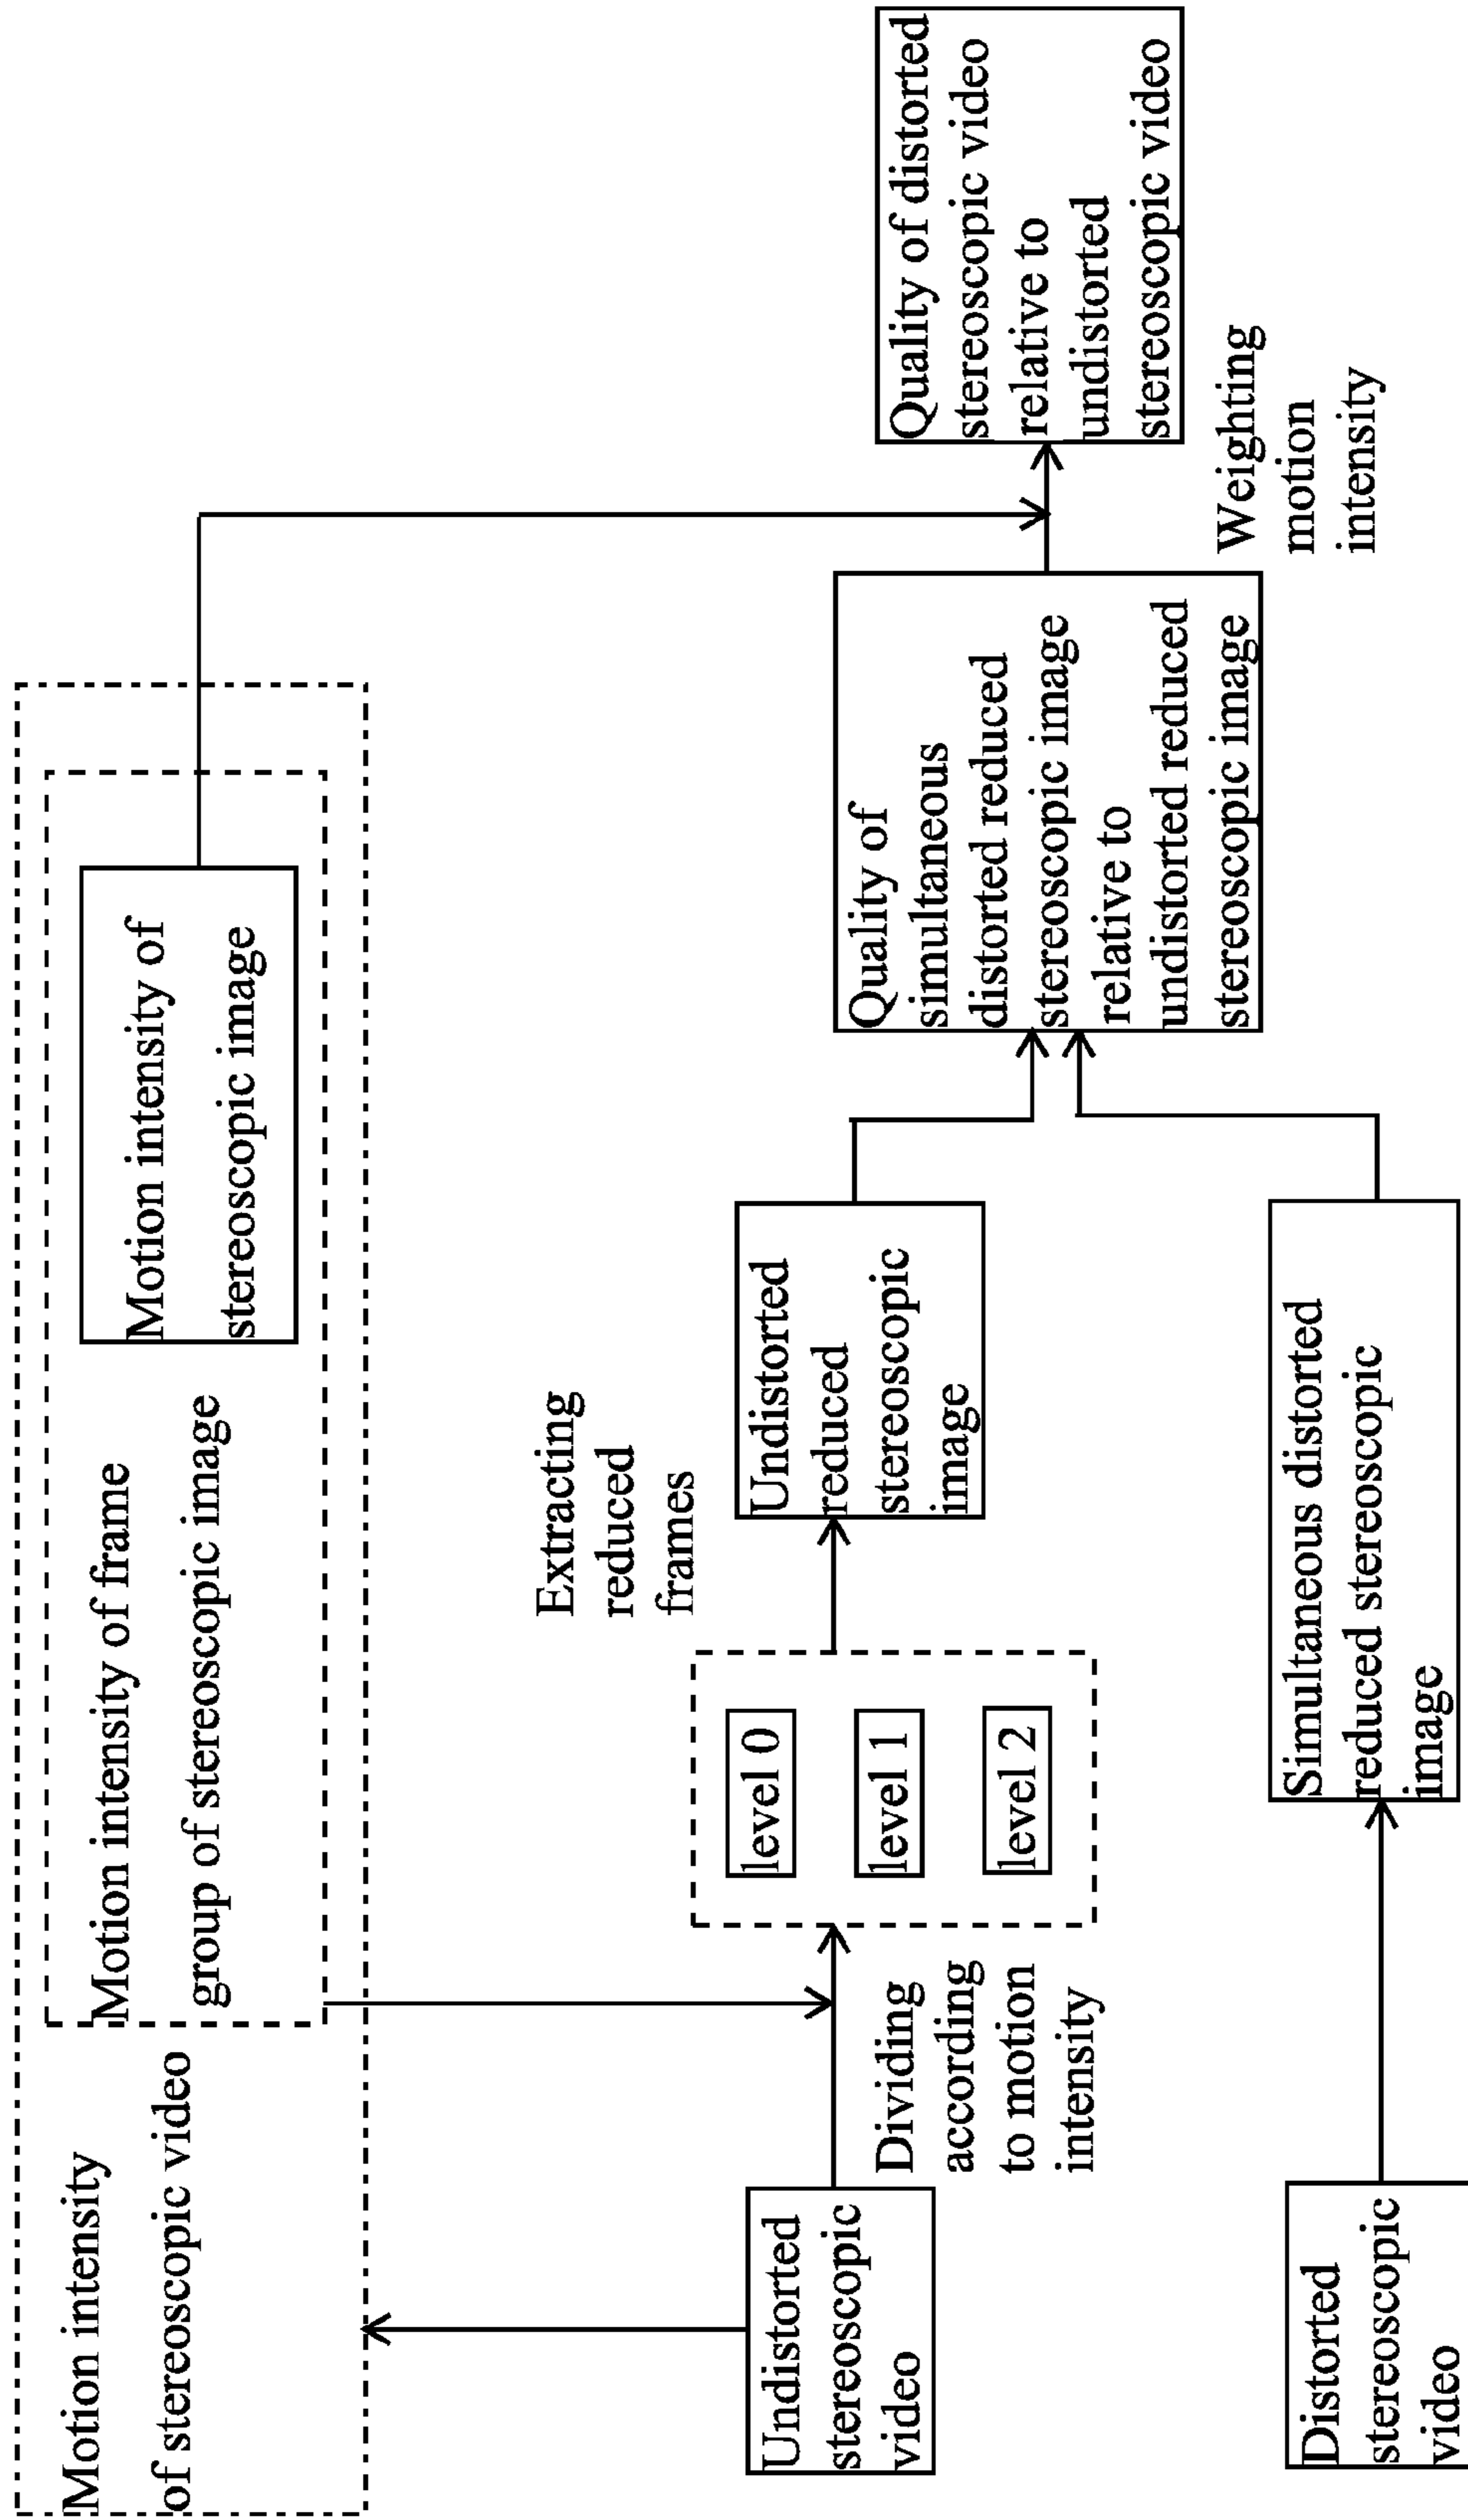 Motion intensity
of stereoscopic video
Motion intensity of frame
group of stereoscopic image
Motion intensity of
stereoscopic image
Undistorted
stereoscopic
video
Dividing
according
to motion
intensity
level 0
level 1
level 2
Extracting
reduced
frames
Undistorted
reduced
stereoscopic
image
Distorted
stereoscopic
video
Simultaneous distorted
reduced stereoscopic
image
Quality of
simultaneous
distorted reduced
stereoscopic image
relative to
undistorted reduced
stereoscopic image
Weighting
motion
intensity
Quality of distorted
stereoscopic video
relative to
undistorted
stereoscopic video